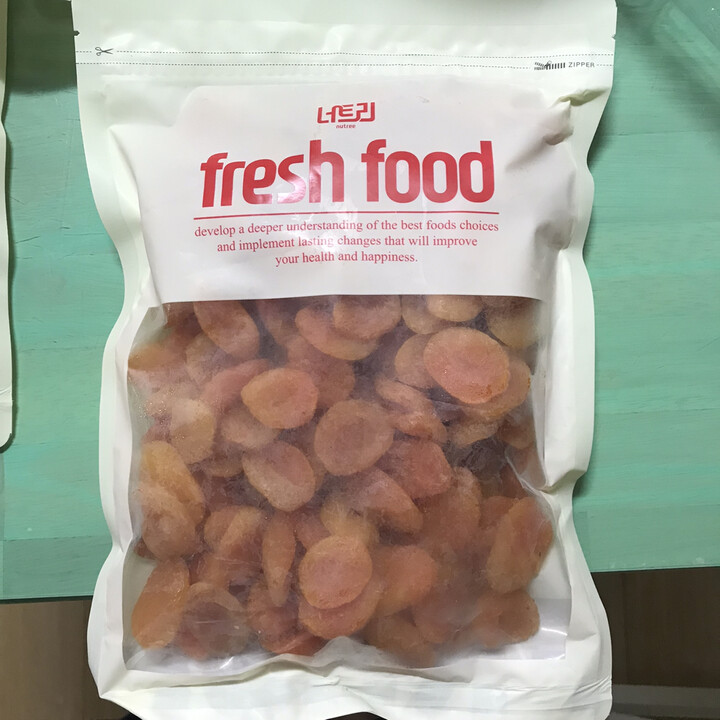 ZIPPER
너트리
nutree
fresh food
develop a deeper understanding of the best foods choices
and implement lasting changes that will improve
your health and happiness.